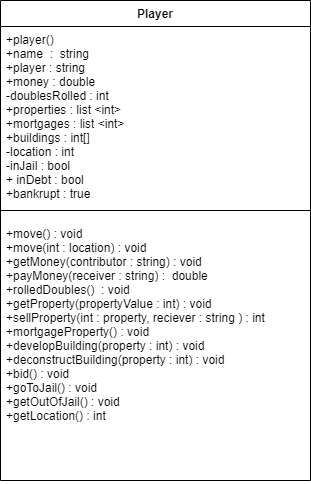 Player
+player()
+name  :  string
+player : string
+money : double
-doublesRolled : int
+properties : list <int>
+mortgages : list <int>
+buildings : int[]
-location : int
-inJail : bool
+ inDebt : bool
+bankrupt : true
+move() : void
+move(int : location) : void
+getMoney(contributor : string) : void
+payMoney(receiver : string) :  double
+rolledDoubles()  : void
+getProperty(propertyValue : int) : void
+sellProperty(int : property, reciever : string ) : int
+mortgageProperty() : void
+developBuilding(property : int) : void
+deconstructBuilding(property : int) : void
+bid() : void
+goToJail() : void
+getOutOfJail() : void
+getLocation() : int